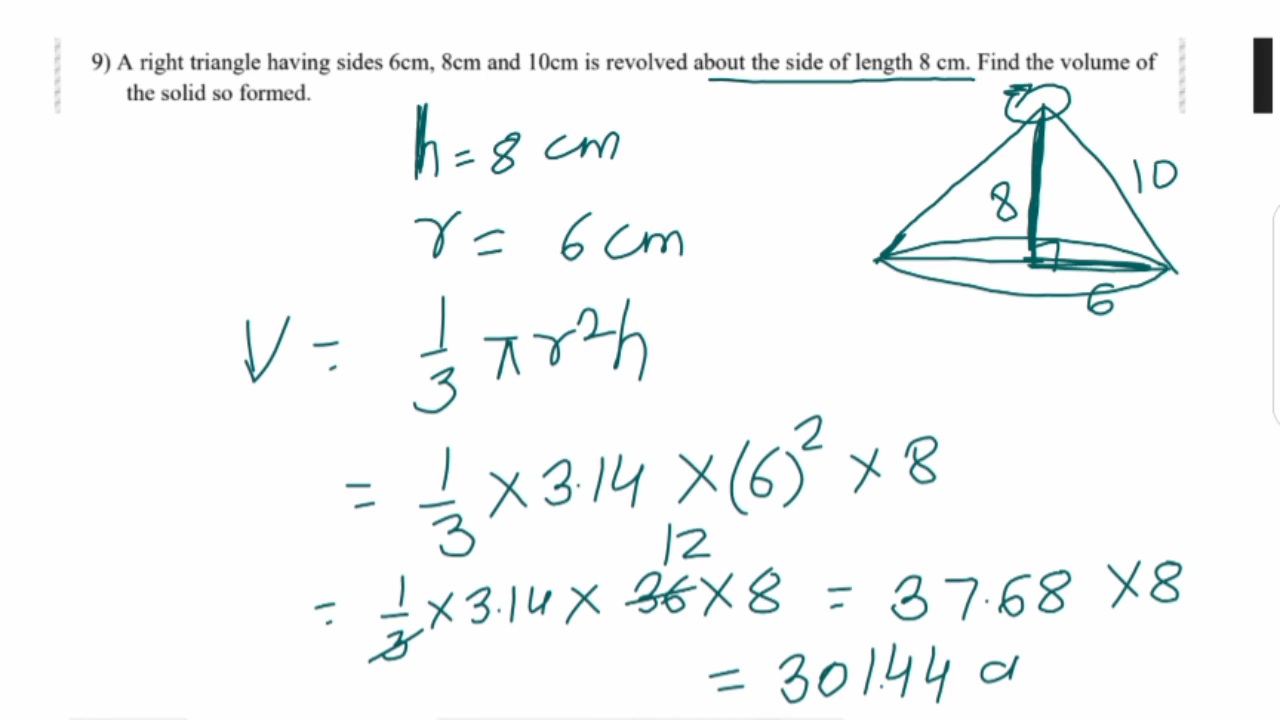 9) A right triangle having sides 6cm, 8cm and 10cm is revolved about the side of length 8 cm. Find the volume of
the solid so formed.
h = 8 cm
8
10
r = 6 cm
6
V = 1/3 π r²h
= 1/3 × 3.14 × (6)² × 8
12
= 1/3 × 3.14 × 36 × 8 = 37.68 × 8
= 301.44 c